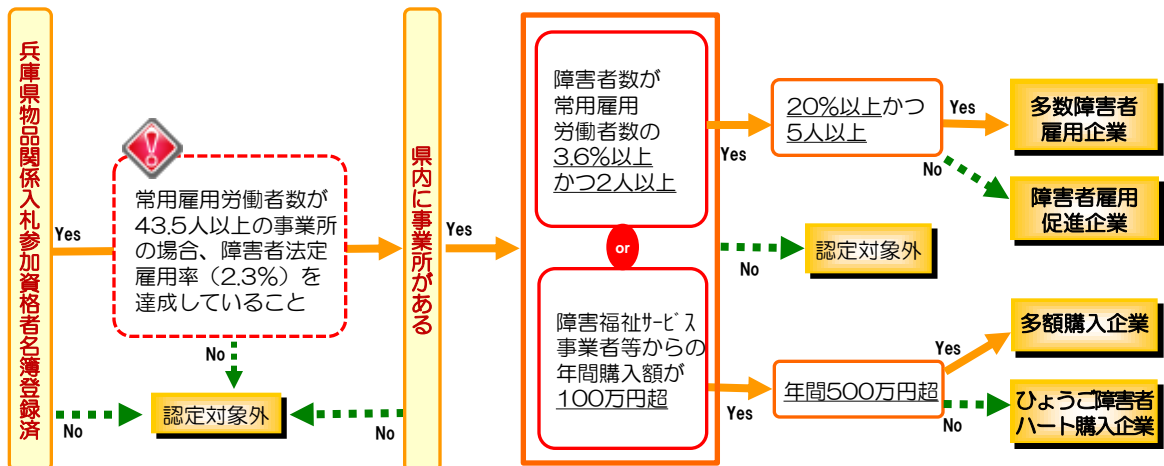 兵庫県物品関係入札参加資格者名簿登録済
Yes
No
常用雇用労働者数が
43.5人以上の事業所
の場合、障害者法定
雇用率（2.3％）を
達成していること
No
認定対象外
県内に事業所がある
Yes
No
障害者数が
常用雇用
労働者数の
3.6％以上
かつ2人以上
or
障害福祉サービス
事業者等からの
年間購入額が
100万円超
Yes
20％以上かつ
5人以上
Yes
多数障害者
雇用企業
No
障害者雇用
促進企業
No
認定対象外
Yes
年間500万円超
Yes
多額購入企業
No
ひょうご障害者
ハート購入企業